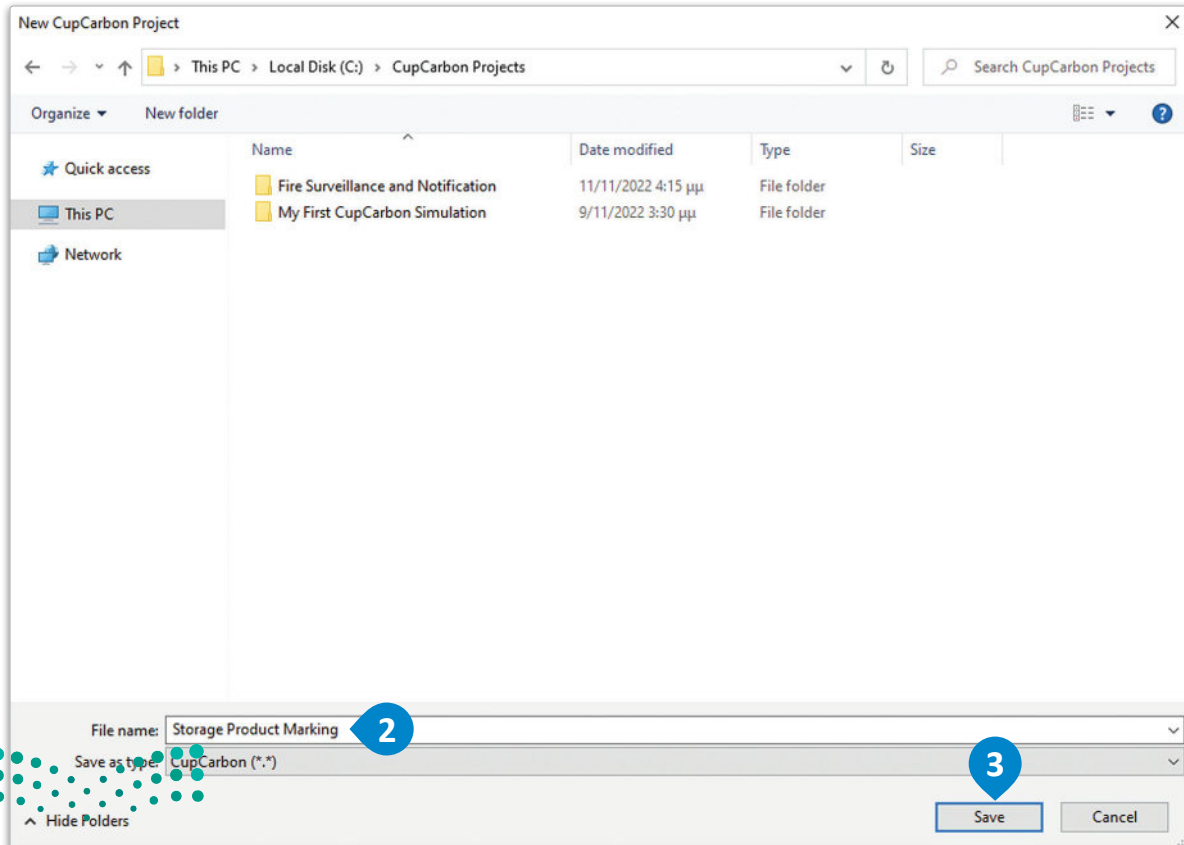 New CupCarbon Project
This PC > Local Disk (C:) > CupCarbon Projects
Search CupCarbon Projects
Organize New folder
Name Date modified Type Size
Quick access
Fire Surveillance and Notification 11/11/2022 4:15 μμ File folder
This PC
My First CupCarbon Simulation 9/11/2022 3:30 μμ File folder
Network
File name: Storage Product Marking 2
Save as type: CupCarbon (*.*)
3
Hide Folders Save Cancel